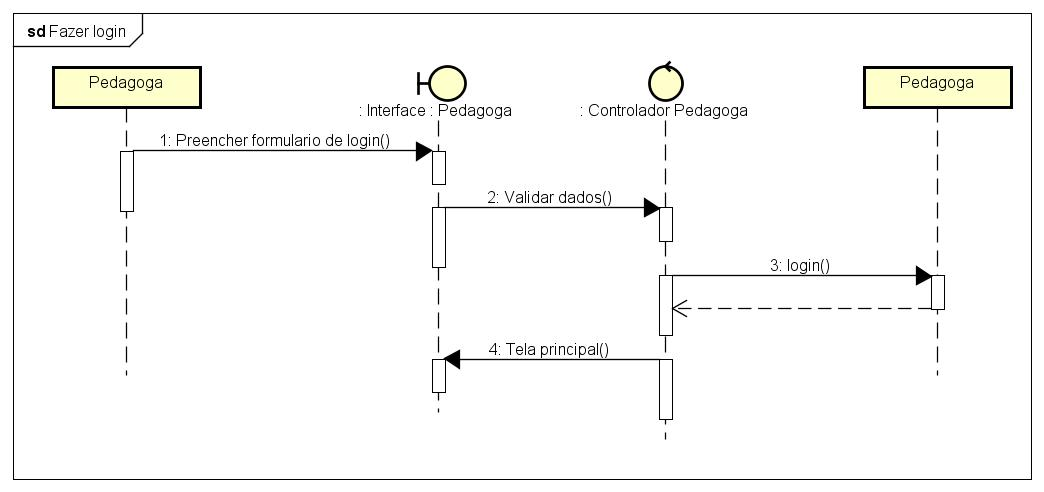 sd Fazer login
Pedagoga
: Interface : Pedagoga
: Controlador Pedagoga
Pedagoga
1: Preencher formulario de login()
2: Validar dados()
3: login()
4: Tela principal()